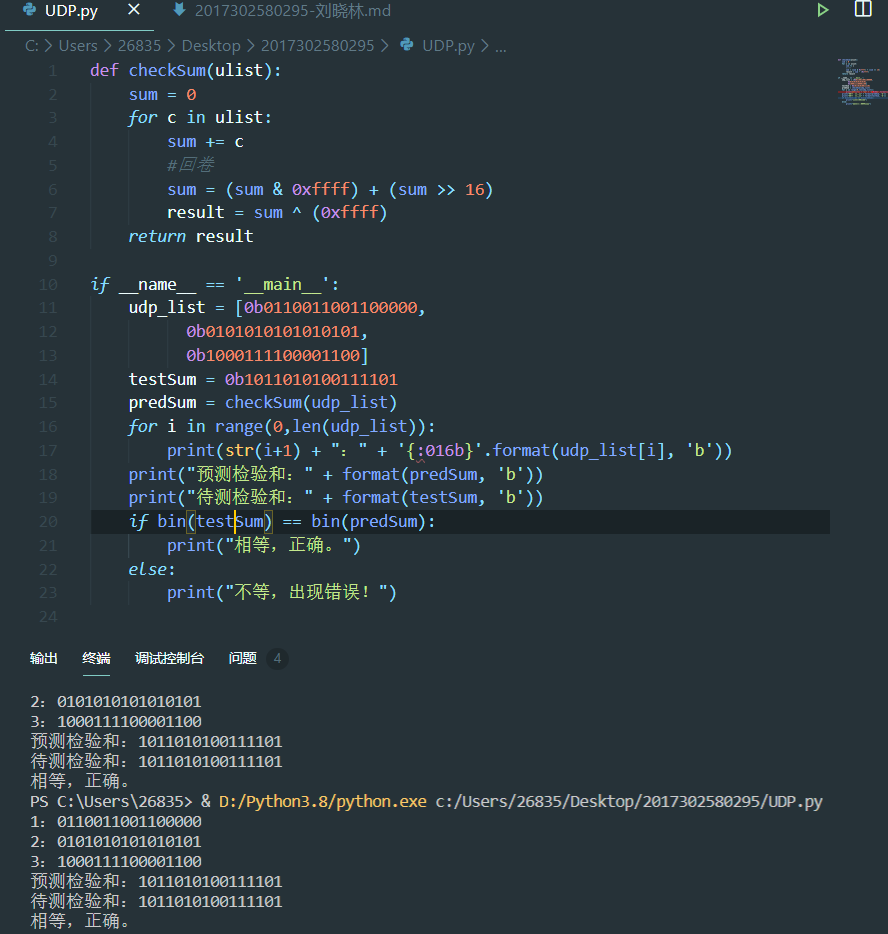 UDP.py × 2017302580295-刘晓林.md
C: > Users > 26835 > Desktop > 2017302580295 > UDP.py > ...
1 def checkSum(ulist):
2 sum = 0
3 for c in ulist:
4 sum += c
5 #回卷
6 sum = (sum & 0xffff) + (sum >> 16)
7 result = sum ^ (0xffff)
8 return result
9
10 if __name__ == '__main__':
11 udp_list = [0b0110011001100000,
12 0b0101010101010101,
13 0b1000111100001100]
14 testSum = 0b1011010100111101
15 predSum = checkSum(udp_list)
16 for i in range(0,len(udp_list)):
17 print(str(i+1) + "：" + '{:016b}'.format(udp_list[i], 'b'))
18 print("预测检验和：" + format(predSum, 'b'))
19 print("待测检验和：" + format(testSum, 'b'))
20 if bin(testSum) == bin(predSum):
21 print("相等，正确。")
22 else:
23 print("不等，出现错误！")
24
输出 终端 调试控制台 问题 4
2：0101010101010101
3：1000111100001100
预测检验和：1011010100111101
待测检验和：1011010100111101
相等，正确。
PS C:\Users\26835> & D:/Python3.8/python.exe c:/Users/26835/Desktop/2017302580295/UDP.py
1：0110011001100000
2：0101010101010101
3：1000111100001100
预测检验和：1011010100111101
待测检验和：1011010100111101
相等，正确。